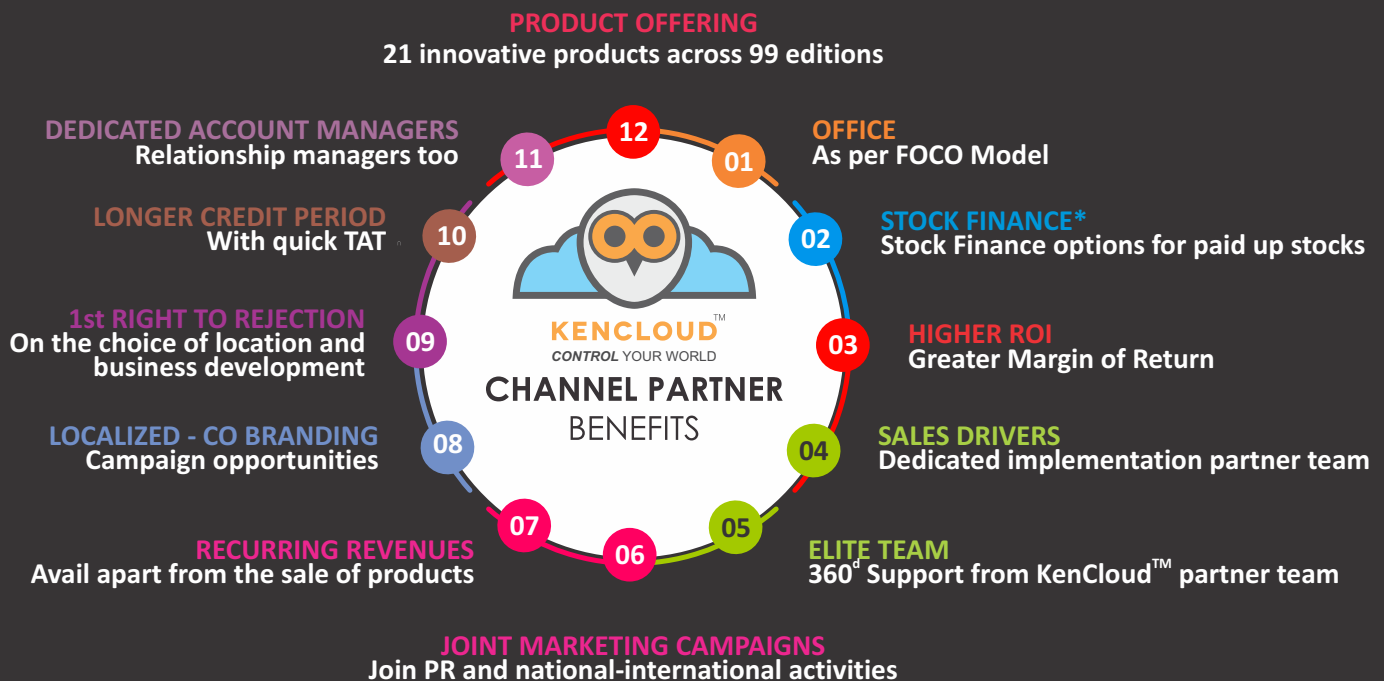 PRODUCT OFFERING
21 innovative products across 99 editions
12
DEDICATED ACCOUNT MANAGERS
Relationship managers too
11
01
OFFICE
As per FOCO Model
LONGER CREDIT PERIOD
With quick TAT
10
02
STOCK FINANCE*
Stock Finance options for paid up stocks
1st RIGHT TO REJECTION
On the choice of location and
business development
09
03
HIGHER ROI
Greater Margin of Return
KENCLOUD™
CONTROL YOUR WORLD
CHANNEL PARTNER
BENEFITS
LOCALIZED - CO BRANDING
Campaign opportunities
08
04
SALES DRIVERS
Dedicated implementation partner team
RECURRING REVENUES
Avail apart from the sale of products
07
06
05
ELITE TEAM
360ᵈ Support from KenCloud™ partner team
JOINT MARKETING CAMPAIGNS
Join PR and national-international activities